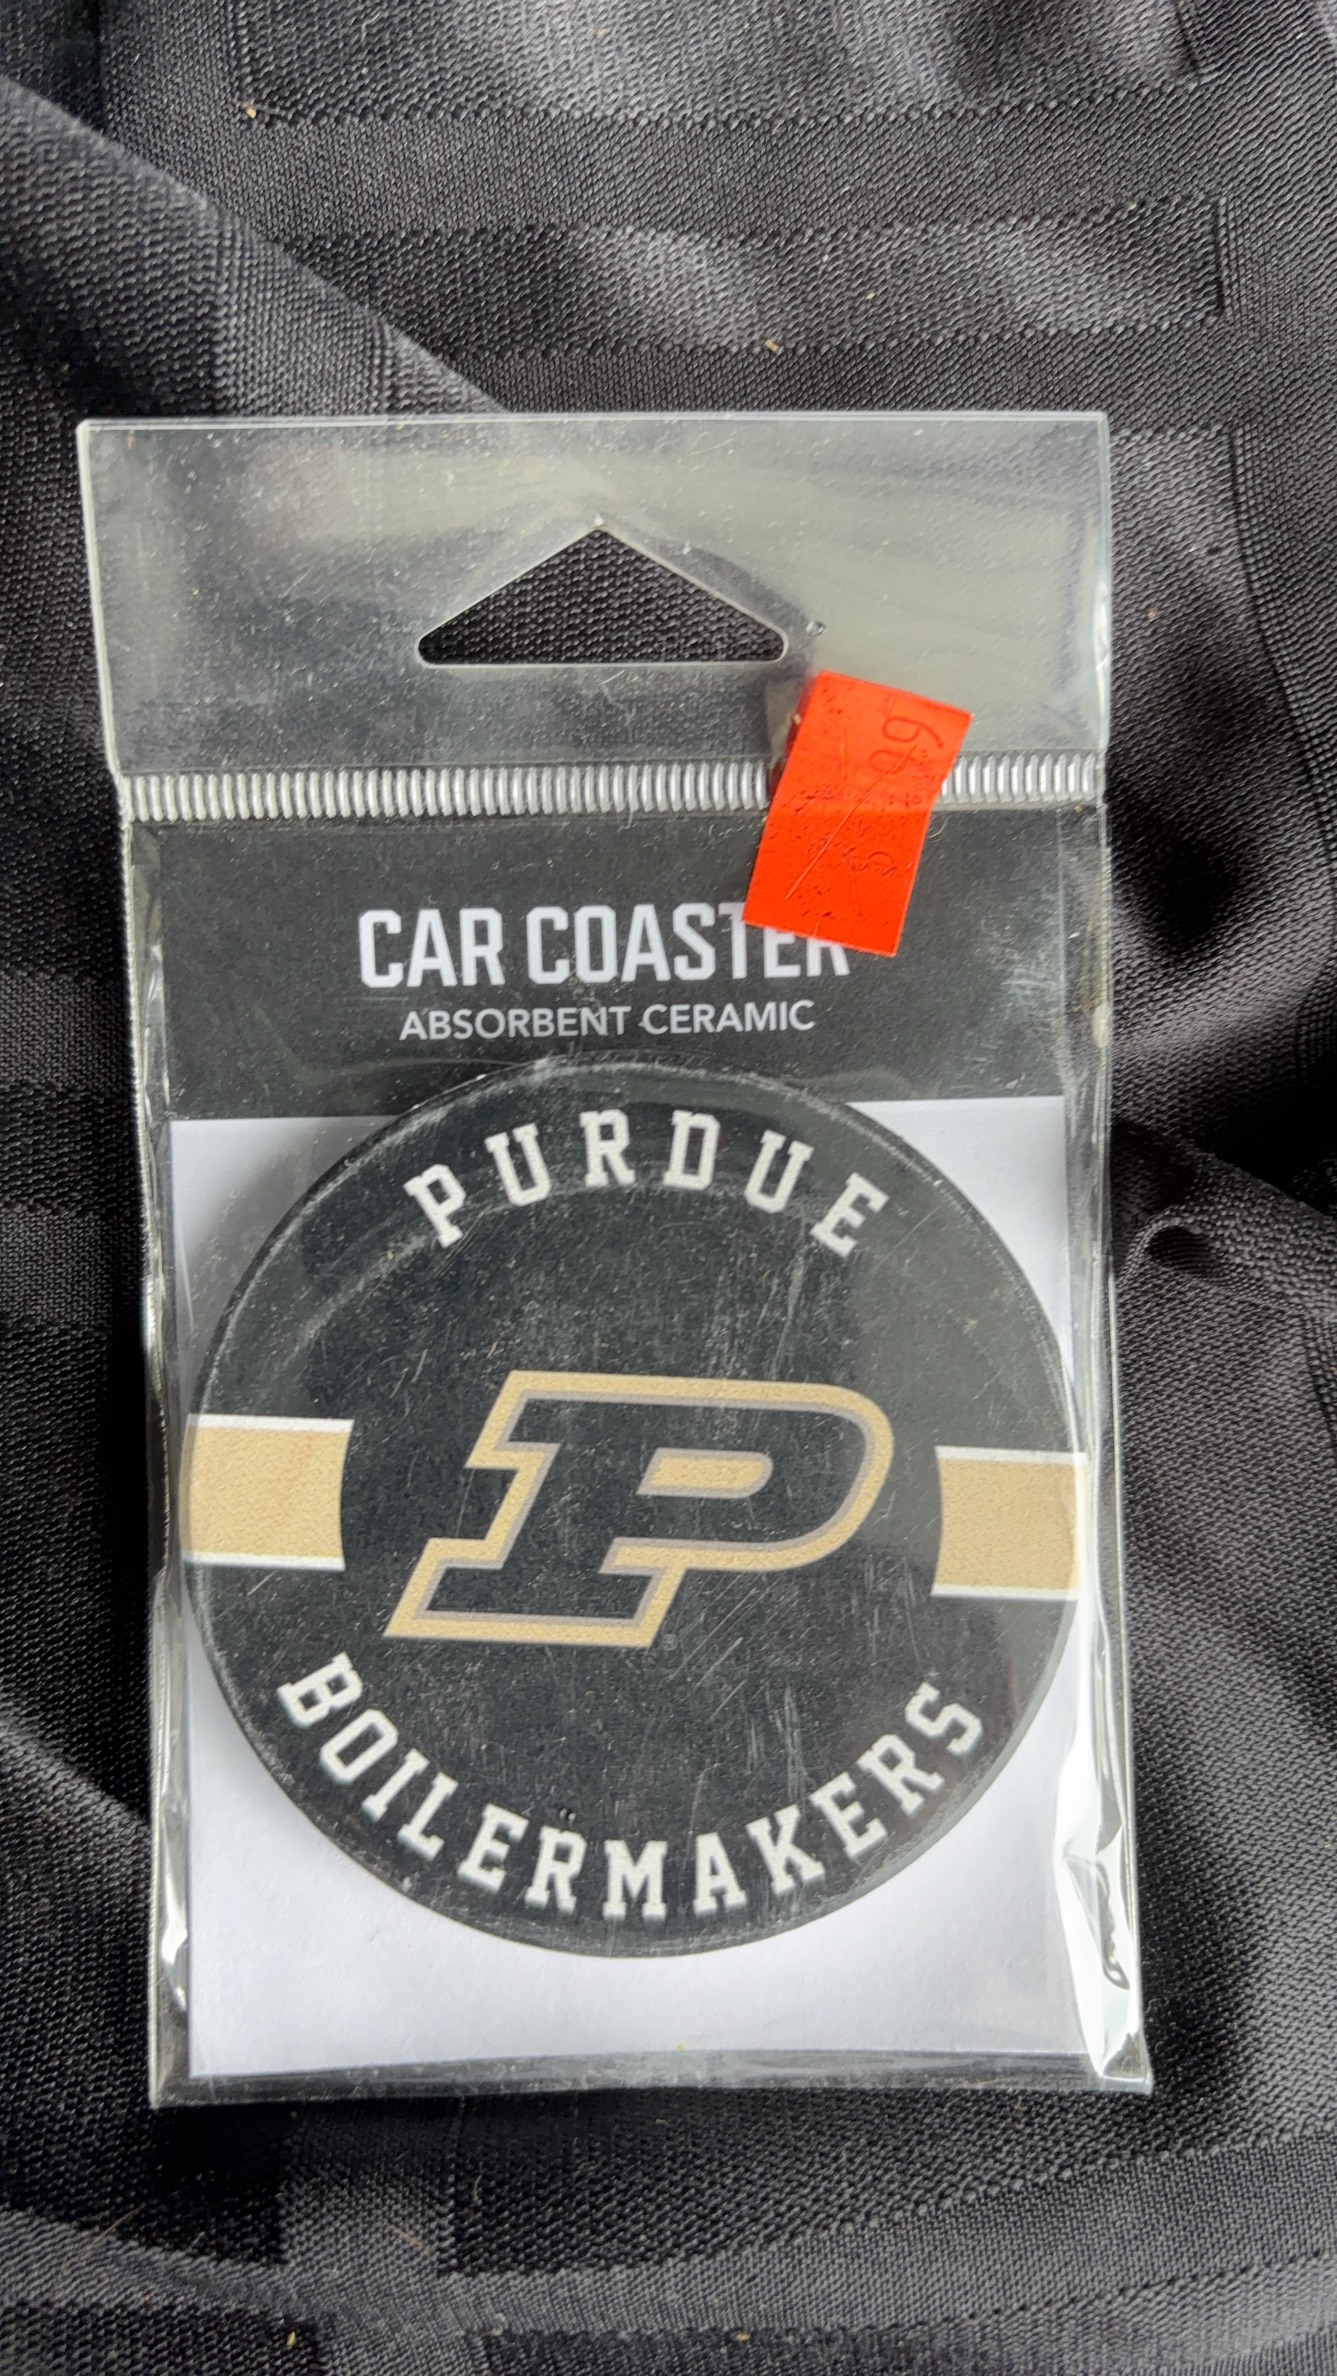 CAR COASTER
ABSORBENT CERAMIC
PURDUE
P
BOILERMAKERS